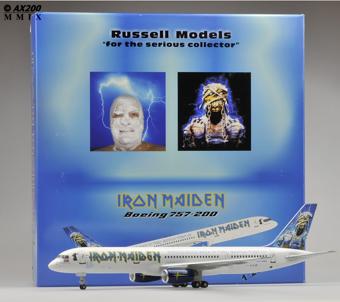 © AX200
MMIX
Russell Models
"for the serious collector"
IRON MAIDEN
Boeing 757-200
IRON MAIDEN
IRON MAIDEN